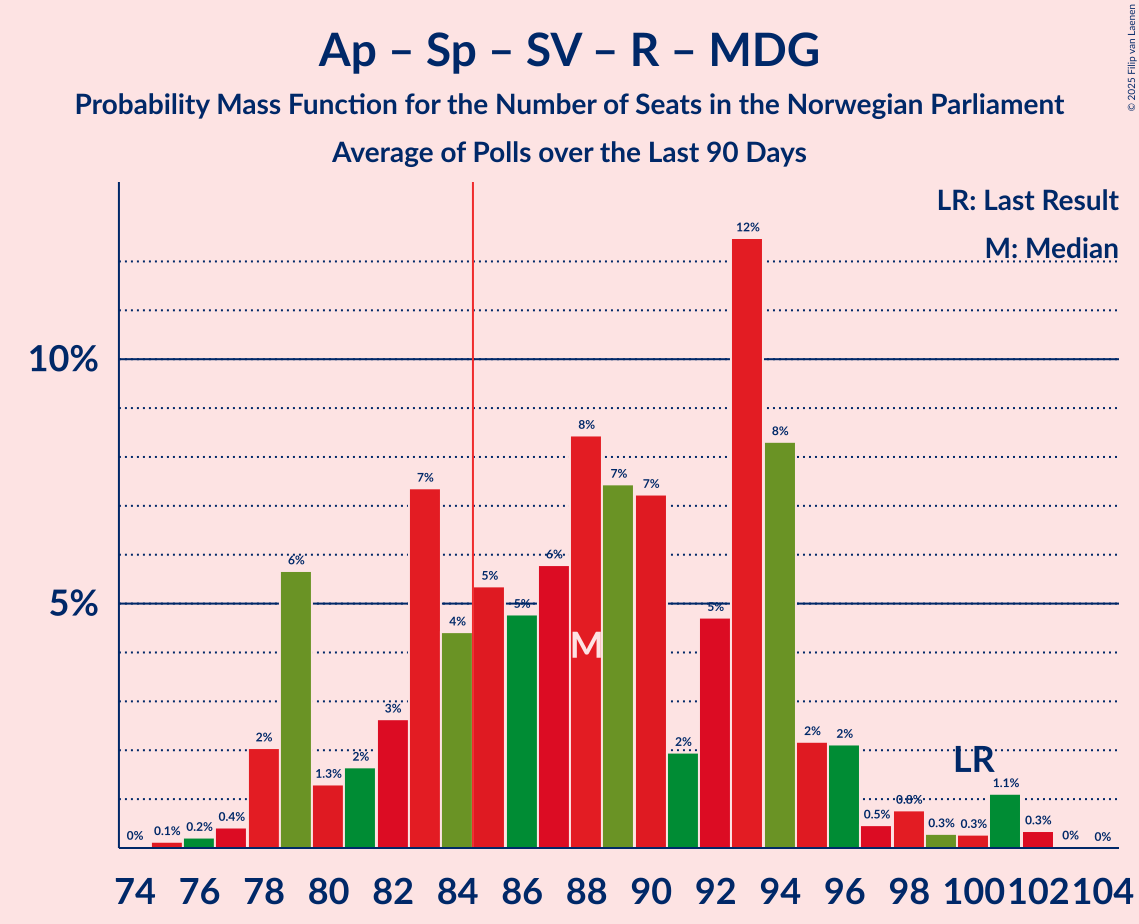 © 2025 Filip van Laenen
Ap – Sp – SV – R – MDG
Probability Mass Function for the Number of Seats in the Norwegian Parliament
Average of Polls over the Last 90 Days
LR: Last Result
M: Median
10%
5%
0% 0.1% 0.2% 0.4% 2% 6% 1.3% 2% 3% 7% 4% 5% 5% 6% 8% 7% 7% 2% 5% 12% 8% 2% 2% 0.5% 0.8% 0.3% 0.3% 1.1% 0.3% 0% 0%
M
LR
74 76 78 80 82 84 86 88 90 92 94 96 98 100 102 104